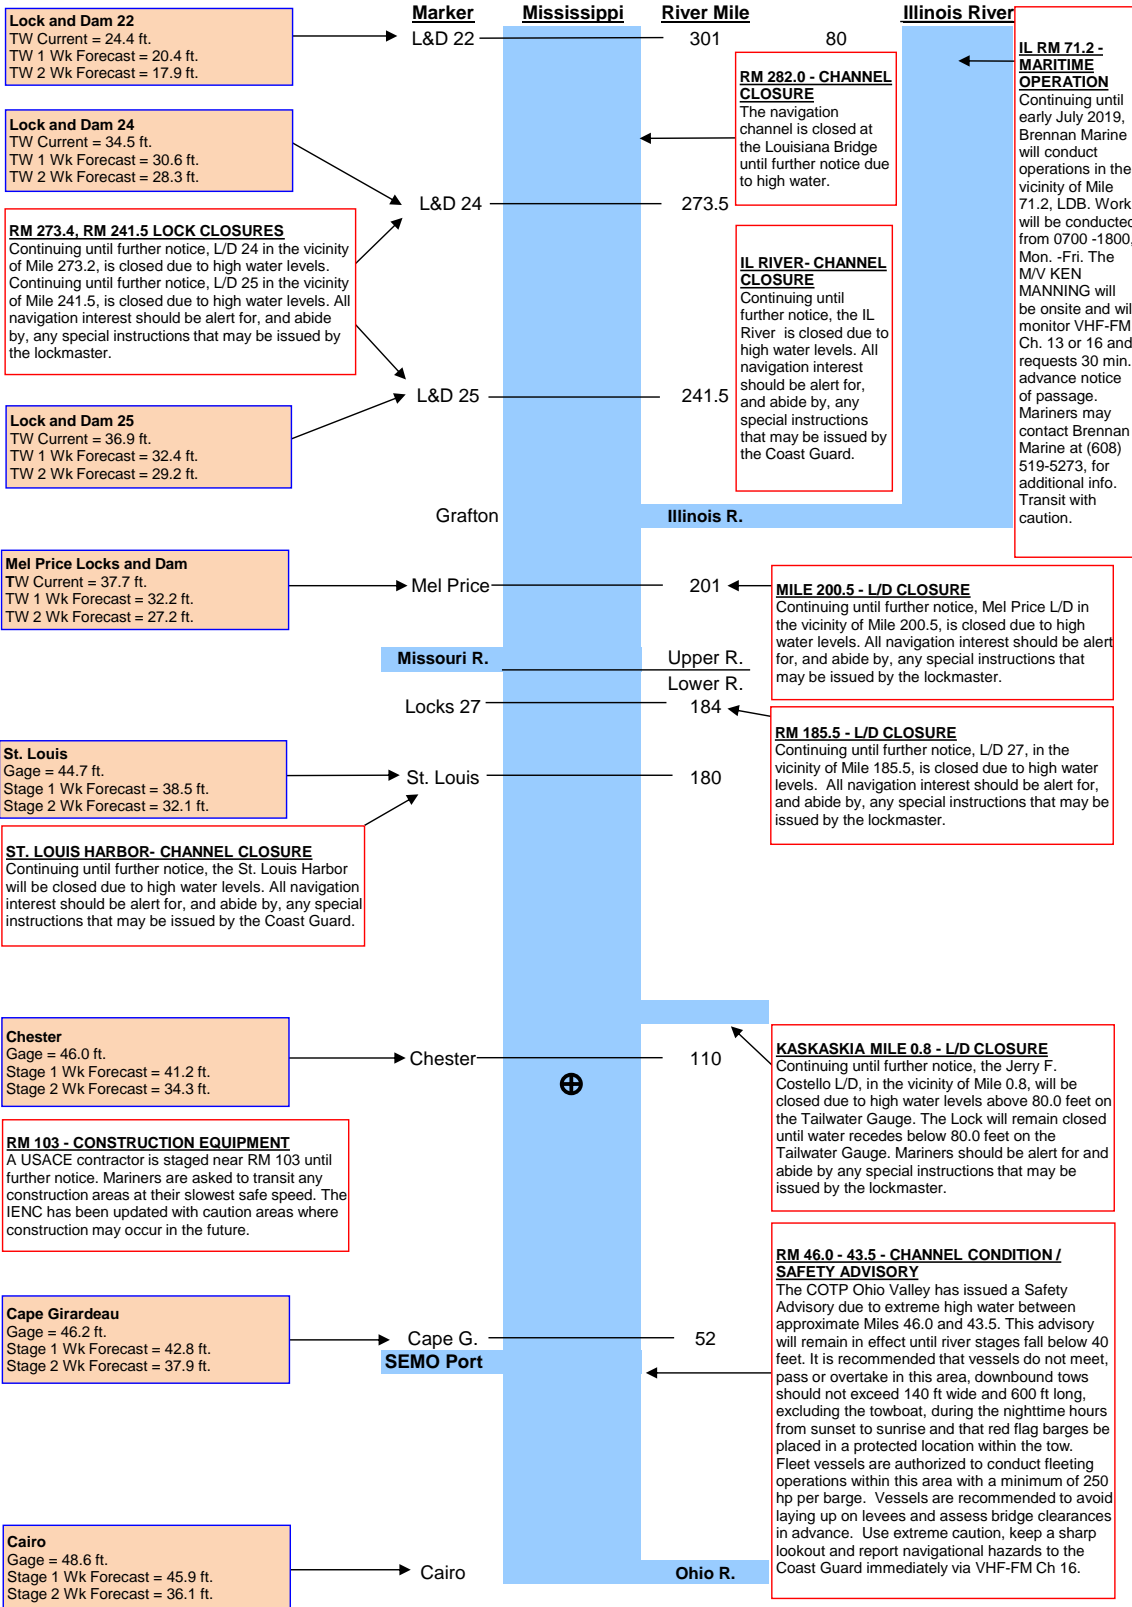 Marker Mississippi River Mile Illinois River
Lock and Dam 22
TW Current = 24.4 ft.
TW 1 Wk Forecast = 20.4 ft.
TW 2 Wk Forecast = 17.9 ft.
L&D 22 301 80
RM 282.0 - CHANNEL
CLOSURE
The navigation
channel is closed at
the Louisiana Bridge
until further notice due
to high water.
IL RM 71.2 -
MARITIME
OPERATION
Continuing until
early July 2019,
Brennan Marine
will conduct
operations in the
vicinity of Mile
71.2, LDB. Work
will be conducted
from 0700 -1800,
Mon. -Fri. The
M/V KEN
MANNING will
be onsite and wil
monitor VHF-FM
Ch. 13 or 16 and
requests 30 min.
advance notice
of passage.
Mariners may
contact Brennan
Marine at (608)
519-5273, for
additional info.
Transit with
caution.
Lock and Dam 24
TW Current = 34.5 ft.
TW 1 Wk Forecast = 30.6 ft.
TW 2 Wk Forecast = 28.3 ft.
L&D 24 273.5
RM 273.4, RM 241.5 LOCK CLOSURES
Continuing until further notice, L/D 24 in the vicinity
of Mile 273.2, is closed due to high water levels.
Continuing until further notice, L/D 25 in the vicinity
of Mile 241.5, is closed due to high water levels. All
navigation interest should be alert for, and abide
by, any special instructions that may be issued by
the lockmaster.
IL RIVER- CHANNEL
CLOSURE
Continuing until
further notice, the IL
River is closed due to
high water levels. All
navigation interest
should be alert for,
and abide by, any
special instructions
that may be issued by
the Coast Guard.
L&D 25 241.5
Lock and Dam 25
TW Current = 36.9 ft.
TW 1 Wk Forecast = 32.4 ft.
TW 2 Wk Forecast = 29.2 ft.
Grafton Illinois R.
Mel Price Locks and Dam
TW Current = 37.7 ft.
TW 1 Wk Forecast = 32.2 ft.
TW 2 Wk Forecast = 27.2 ft.
Mel Price 201
MILE 200.5 - L/D CLOSURE
Continuing until further notice, Mel Price L/D in
the vicinity of Mile 200.5, is closed due to high
water levels. All navigation interest should be alert
for, and abide by, any special instructions that
may be issued by the lockmaster.
Missouri R. Upper R.
Lower R.
Locks 27 184
RM 185.5 - L/D CLOSURE
Continuing until further notice, L/D 27, in the
vicinity of Mile 185.5, is closed due to high water
levels. All navigation interest should be alert for,
and abide by, any special instructions that may be
issued by the lockmaster.
St. Louis
Gage = 44.7 ft.
Stage 1 Wk Forecast = 38.5 ft.
Stage 2 Wk Forecast = 32.1 ft.
St. Louis 180
ST. LOUIS HARBOR- CHANNEL CLOSURE
Continuing until further notice, the St. Louis Harbor
will be closed due to high water levels. All navigation
interest should be alert for, and abide by, any special
instructions that may be issued by the Coast Guard.
Chester
Gage = 46.0 ft.
Stage 1 Wk Forecast = 41.2 ft.
Stage 2 Wk Forecast = 34.3 ft.
Chester 110
KASKASKIA MILE 0.8 - L/D CLOSURE
Continuing until further notice, the Jerry F.
Costello L/D, in the vicinity of Mile 0.8, will be
closed due to high water levels above 80.0 feet on
the Tailwater Gauge. The Lock will remain closed
until water recedes below 80.0 feet on the
Tailwater Gauge. Mariners should be alert for and
abide by any special instructions that may be
issued by the lockmaster.
RM 103 - CONSTRUCTION EQUIPMENT
A USACE contractor is staged near RM 103 until
further notice. Mariners are asked to transit any
construction areas at their slowest safe speed. The
IENC has been updated with caution areas where
construction may occur in the future.
RM 46.0 - 43.5 - CHANNEL CONDITION /
SAFETY ADVISORY
The COTP Ohio Valley has issued a Safety
Advisory due to extreme high water between
approximate Miles 46.0 and 43.5. This advisory
will remain in effect until river stages fall below 40
feet. It is recommended that vessels do not meet,
pass or overtake in this area, downbound tows
should not exceed 140 ft wide and 600 ft long,
excluding the towboat, during the nighttime hours
from sunset to sunrise and that red flag barges be
placed in a protected location within the tow.
Fleet vessels are authorized to conduct fleeting
operations within this area with a minimum of 250
hp per barge. Vessels are recommended to avoid
laying up on levees and assess bridge clearances
in advance. Use extreme caution, keep a sharp
lookout and report navigational hazards to the
Coast Guard immediately via VHF-FM Ch 16.
Cape Girardeau
Gage = 46.2 ft.
Stage 1 Wk Forecast = 42.8 ft.
Stage 2 Wk Forecast = 37.9 ft.
Cape G. 52
SEMO Port
Cairo
Gage = 48.6 ft.
Stage 1 Wk Forecast = 45.9 ft.
Stage 2 Wk Forecast = 36.1 ft.
Cairo Ohio R.